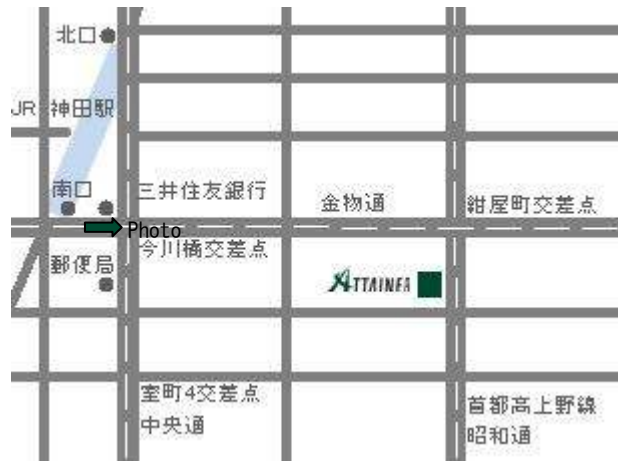 北口
JR 神田駅
南口
三井住友銀行
金物通
紺屋町交差点
Photo
今川橋交差点
郵便局
ATTAINFA
室町4交差点
中央通
首都高上野線
昭和通